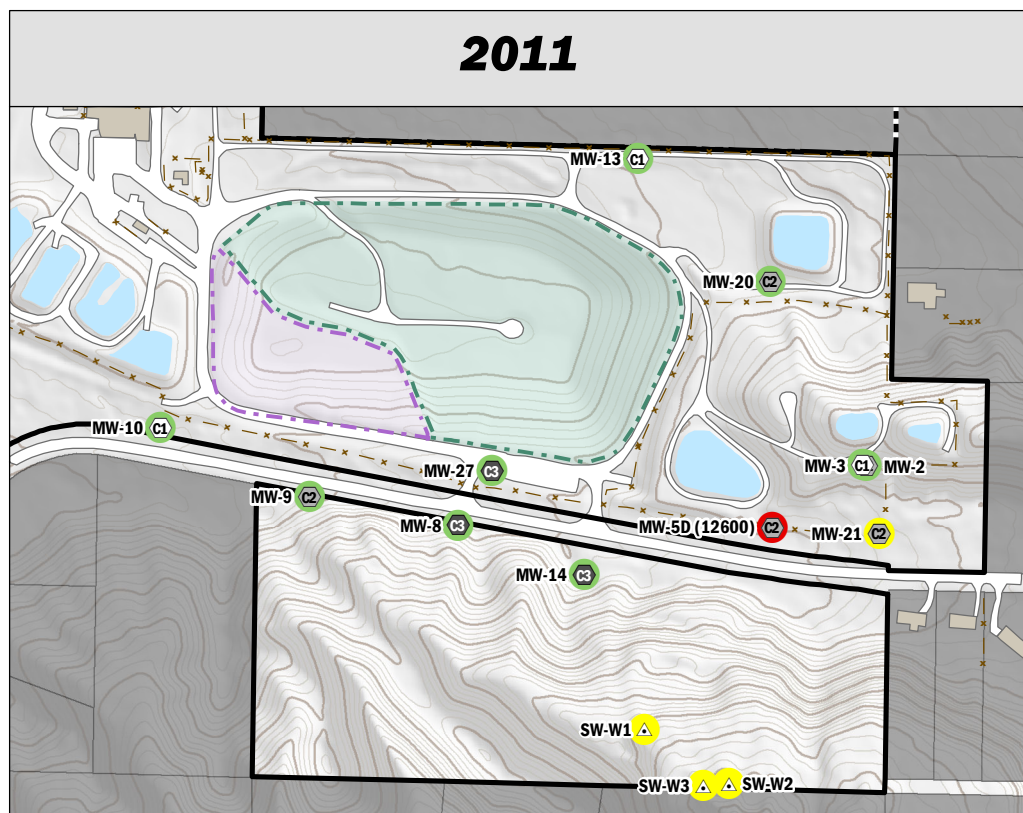 2011
MW-13 C1
MW-20 C2
MW-10 C1
MW-27 C3
MW-3 C1 MW-2
MW-9 C2
MW-8 C3
MW-5D (12600) C2
MW-21 C2
MW-14 C3
SW-W1
SW-W3
SW-W2